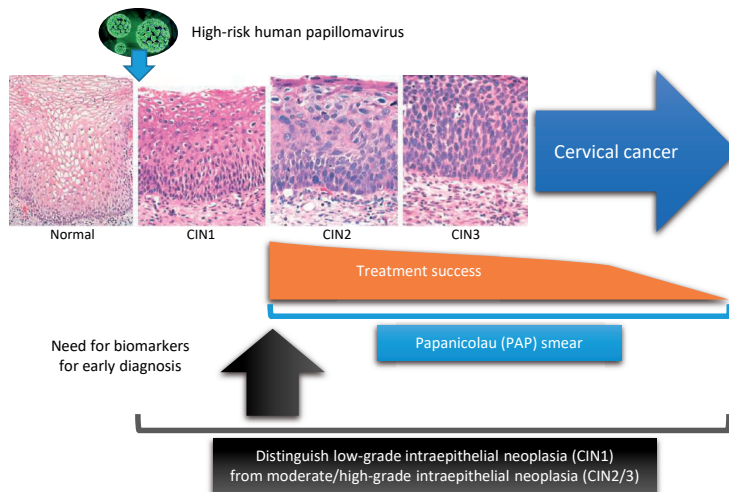 High-risk human papillomavirus
Cervical cancer
Normal
CIN1
CIN2
CIN3
Treatment success
Papanicolau (PAP) smear
Need for biomarkers
for early diagnosis
Distinguish low-grade intraepithelial neoplasia (CIN1)
from moderate/high-grade intraepithelial neoplasia (CIN2/3)